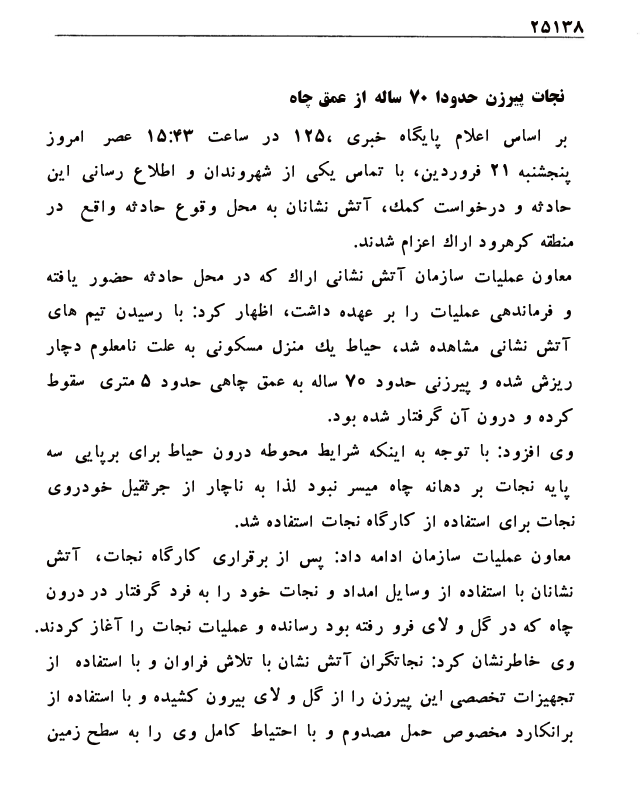 ۲۵۱۳۸
نجات پیرزن حدودا ۷۰ ساله از عمق چاه
بر اساس اعلام پایگاه خبری ،۱۲۵ در ساعت ۱۵:۴۳ عصر امروز
پنجشنبه ۲۱ فروردین، با تماس یکی از شهروندان و اطلاع رسانی این
حادثه و درخواست کمك، آتش نشانان به محل وقوع حادثه واقع در
منطقه کرهرود اراك اعزام شدند.
معاون عملیات سازمان آتش نشانی اراك که در محل حادثه حضور یافته
و فرماندهی عملیات را بر عهده داشت، اظهار کرد: با رسیدن تیم های
آتش نشانی مشاهده شد، حیاط یك منزل مسکونی به علت نامعلوم دچار
ریزش شده و پیرزنی حدود ۷۰ ساله به عمق چاهی حدود ۵ متری سقوط
کرده و درون آن گرفتار شده بود.
وی افزود: با توجه به اینکه شرایط محوطه درون حیاط برای برپایی سه
پایه نجات بر دهانه چاه میسر نبود لذا به ناچار از جرثقیل خودروی
نجات برای استفاده از کارگاه نجات استفاده شد.
معاون عملیات سازمان ادامه داد: پس از برقراری کارگاه نجات، آتش
نشانان با استفاده از وسایل امداد و نجات خود را به فرد گرفتار در درون
چاه که در گل و لای فرو رفته بود رسانده و عملیات نجات را آغاز کردند.
وی خاطرنشان کرد: نجاتگران آتش نشان با تلاش فراوان و با استفاده از
تجهیزات تخصصی این پیرزن را از گل و لای بیرون کشیده و با استفاده از
برانکارد مخصوص حمل مصدوم و با احتیاط کامل وی را به سطح زمین